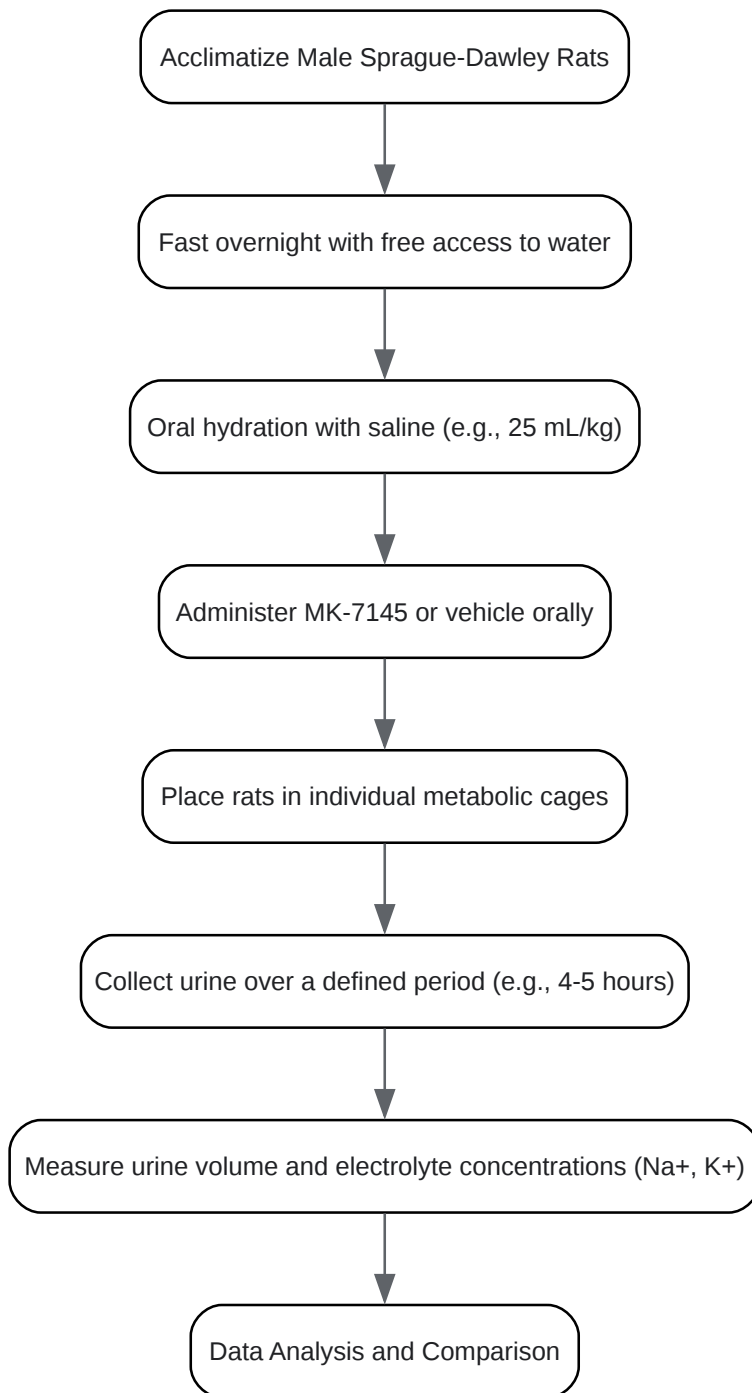 Acclimatize Male Sprague-Dawley Rats
Fast overnight with free access to water
Oral hydration with saline (e.g., 25 mL/kg)
Administer MK-7145 or vehicle orally
Place rats in individual metabolic cages
Collect urine over a defined period (e.g., 4-5 hours)
Measure urine volume and electrolyte concentrations (Na+, K+)
Data Analysis and Comparison